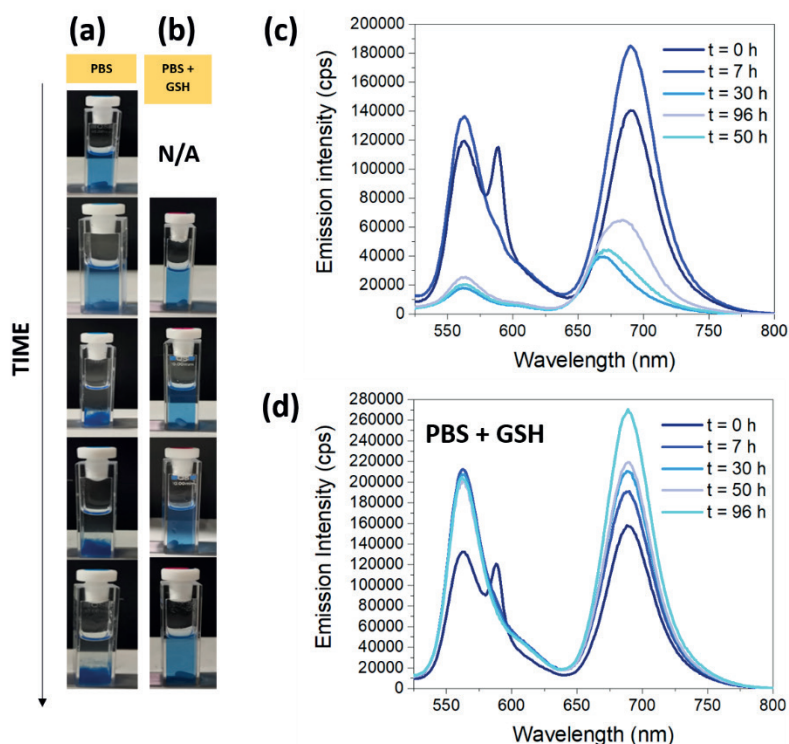 (a)
(b)
PBS
PBS +
GSH
N/A
TIME
(c)
200000
180000
160000
140000
120000
100000
80000
60000
40000
20000
0
Emission intensity (cps)
t = 0 h
t = 7 h
t = 30 h
t = 96 h
t = 50 h
550
600
650
700
750
800
Wavelength (nm)
(d)
PBS + GSH
280000
260000
240000
220000
200000
180000
160000
140000
120000
100000
80000
60000
40000
20000
0
Emission Intensity (cps)
t = 0 h
t = 7 h
t = 30 h
t = 50 h
t = 96 h
550
600
650
700
750
800
Wavelength (nm)